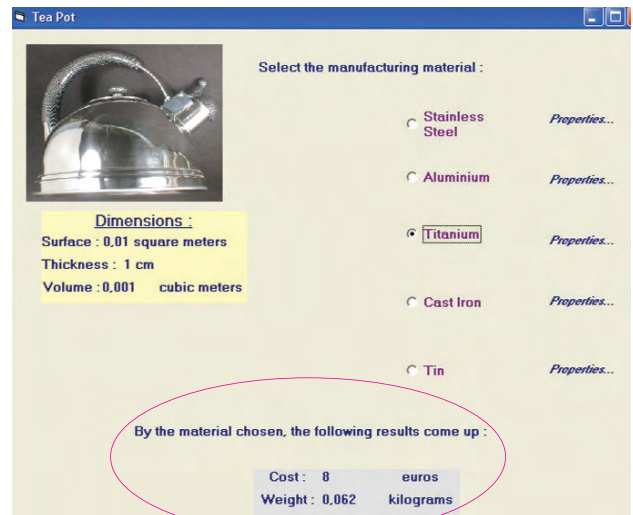 Tea Pot
Select the manufacturing material :
Stainless
Steel
Properties...
Aluminium
Properties...
Dimensions :
Surface : 0,01 square meters
Thickness : 1 cm
Volume : 0,001 cubic meters
Titanium
Properties...
Cast Iron
Properties...
Tin
Properties...
By the material chosen, the following results come up :
Cost : 8 euros
Weight : 0,062 kilograms